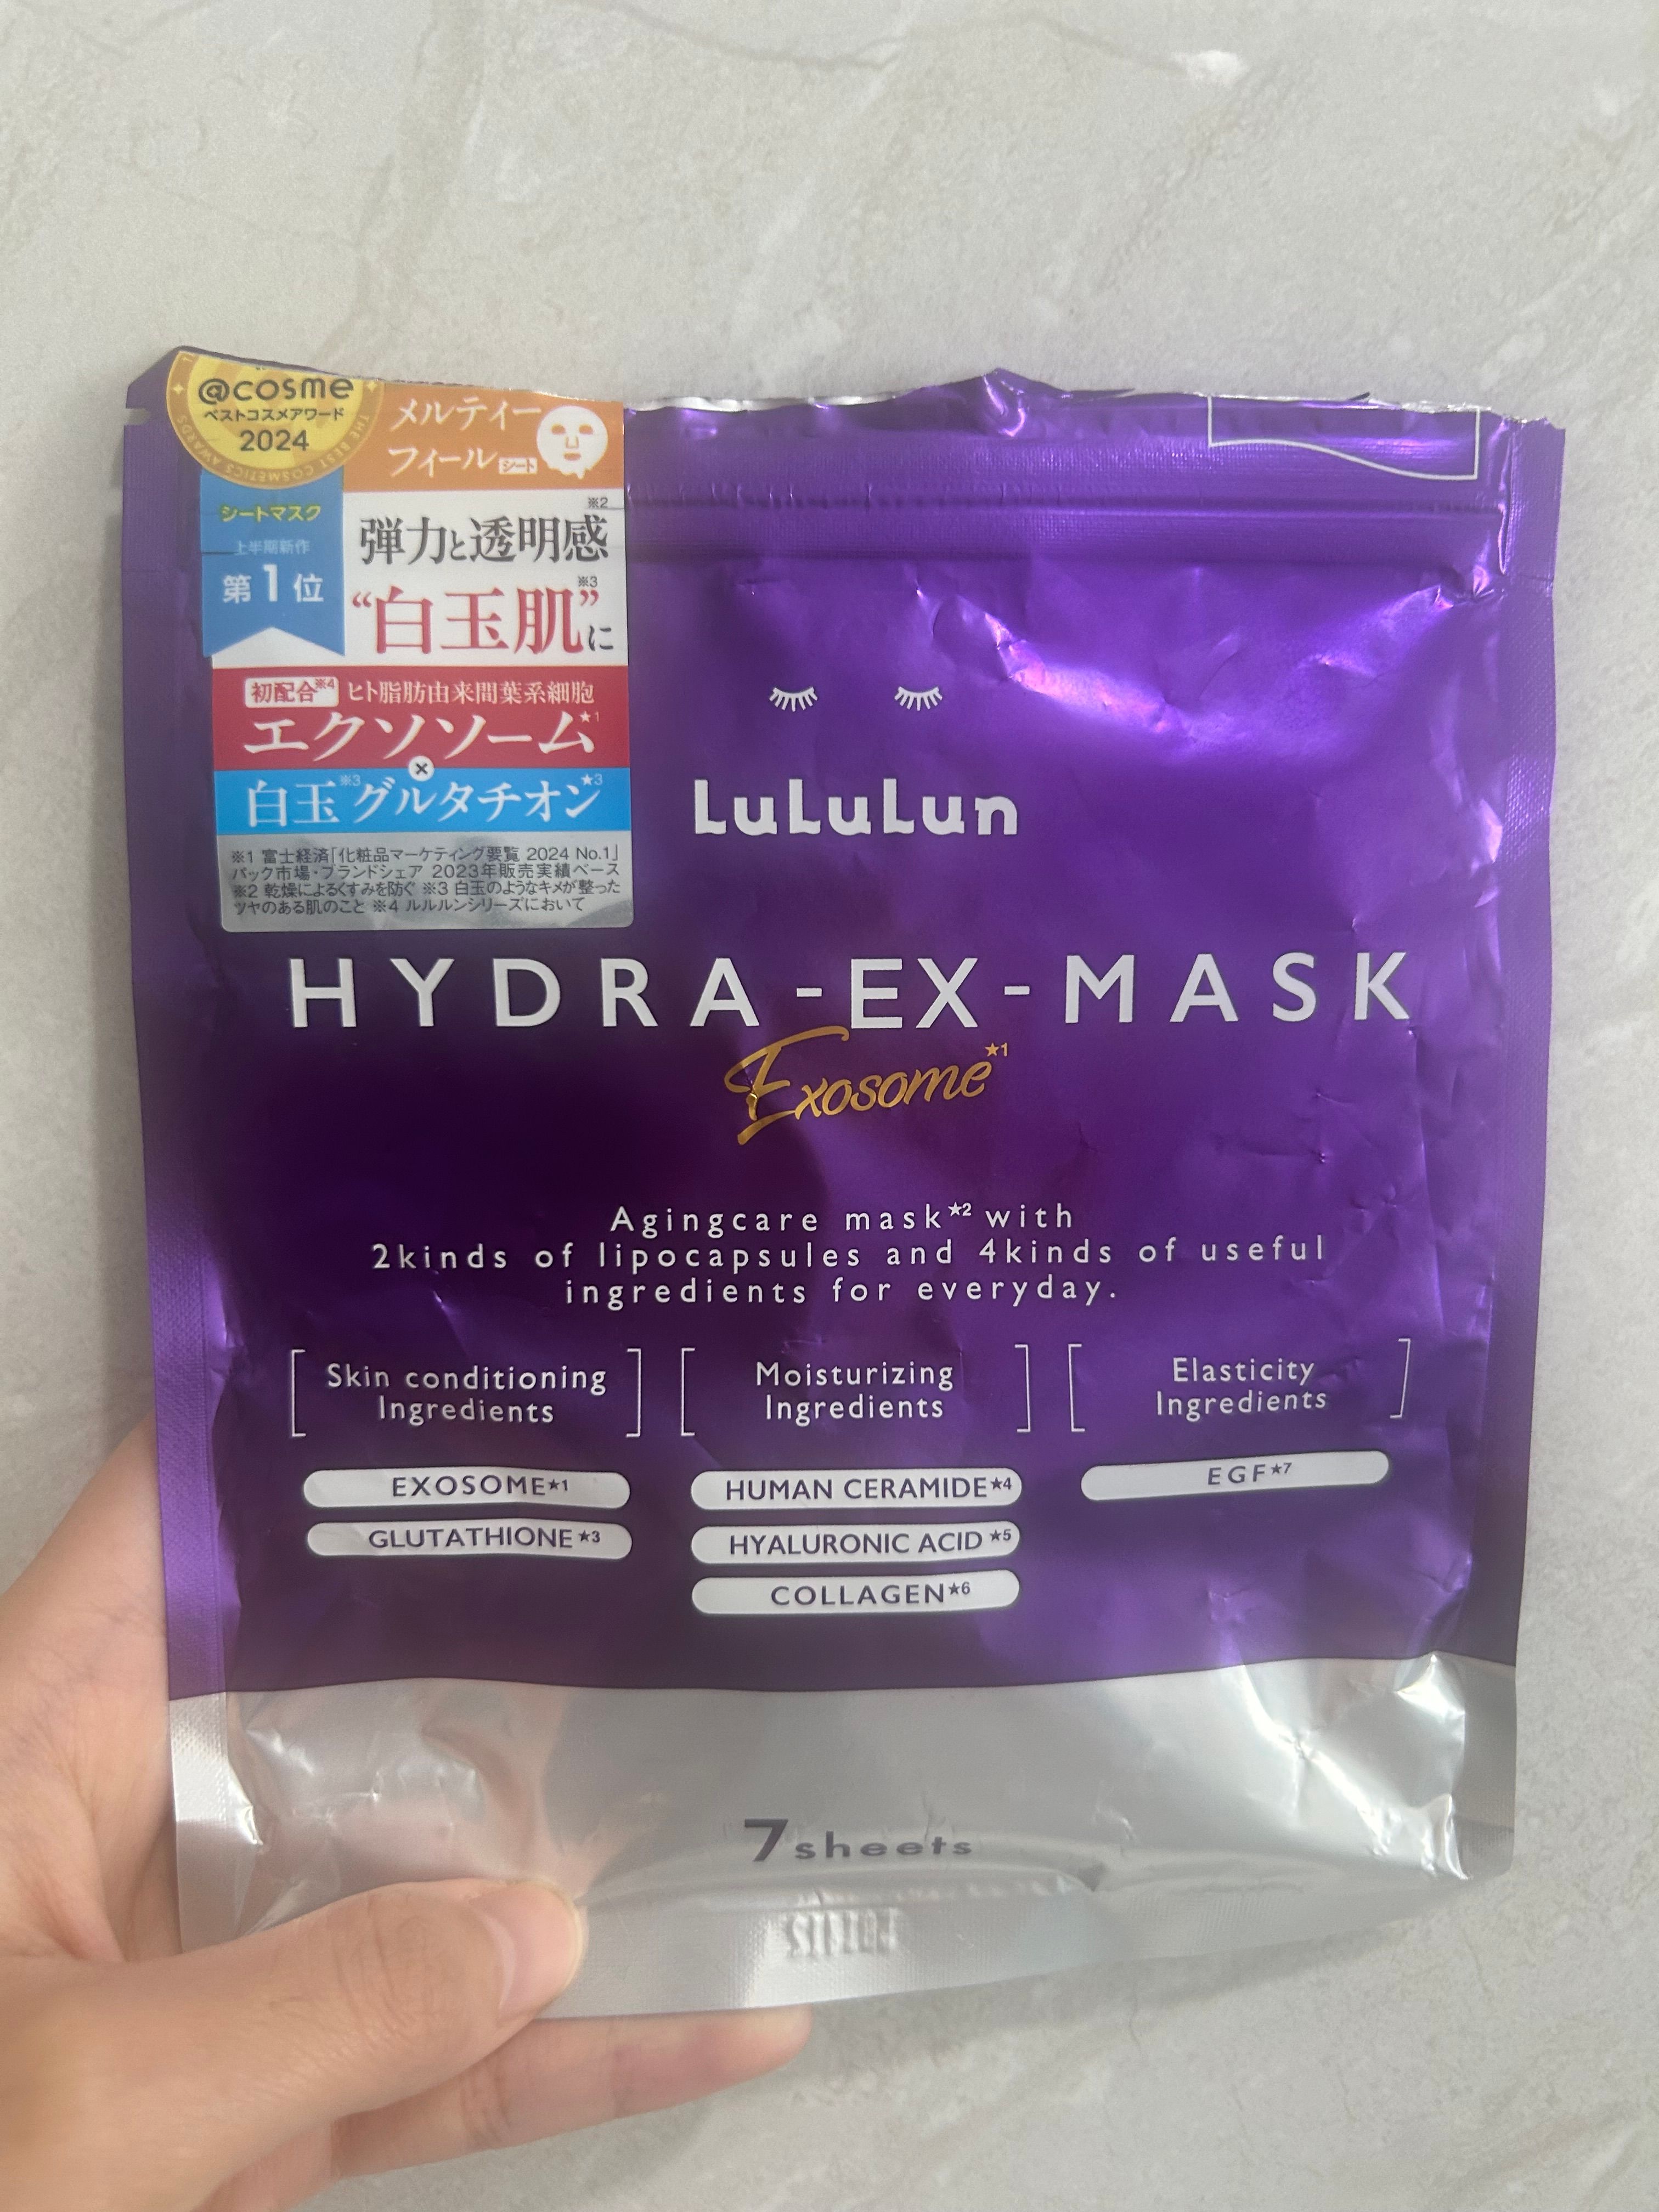 @cosme
ベストコスメアワード
2024
THE BEST COSMETICS AWARDS
メルティー
フィール シート
シートマスク
上半期新作
第1位
弾力と透明感※2
“白玉肌”※3に
初配合※4 ヒト脂肪由来間葉系細胞
エクソソーム★1
×
白玉※3グルタチオン★3
※1 富士経済「化粧品マーケティング要覧 2024 No.1」
パック市場・ブランドシェア 2023年販売実績ベース
※2 乾燥によるくすみを防ぐ ※3 白玉のようなキメが整った
ツヤのある肌のこと ※4 ルルルンシリーズにおいて
LuLuLun
HYDRA-EX-MASK
Exosome★1
Agingcare mask★2 with
2kinds of lipocapsules and 4kinds of useful
ingredients for everyday.
Skin conditioning
Ingredients
EXOSOME★1
GLUTATHIONE★3
Moisturizing
Ingredients
HUMAN CERAMIDE★4
HYALURONIC ACID★5
COLLAGEN★6
Elasticity
Ingredients
EGF★7
7sheets